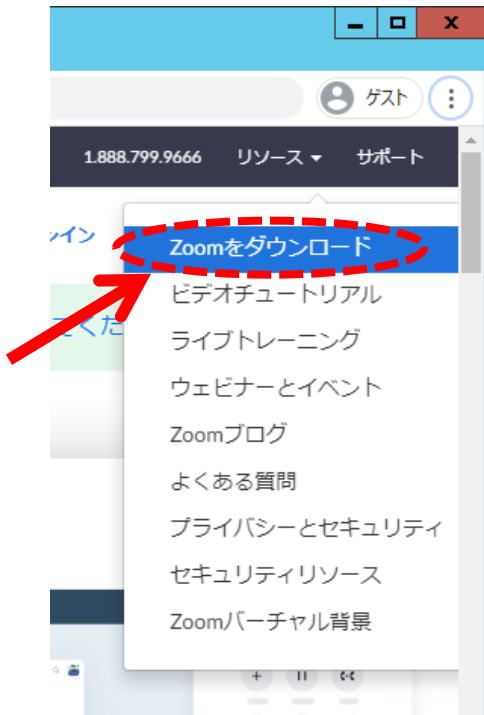 ゲスト
1.888.799.9666 リソース サポート
イン
Zoomをダウンロード
てくだ
ビデオチュートリアル
ライブトレーニング
ウェビナーとイベント
Zoomブログ
よくある質問
プライバシーとセキュリティ
セキュリティリソース
Zoomバーチャル背景